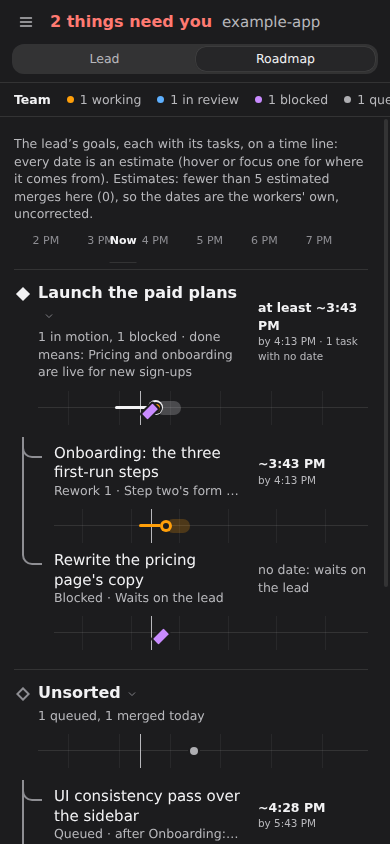 2 things need you example-app
Lead Roadmap
Team 1 working 1 in review 1 blocked 1 que
The lead's goals, each with its tasks, on a time line:
every date is an estimate (hover or focus one for where
it comes from). Estimates: fewer than 5 estimated
merges here (0), so the dates are the workers' own,
uncorrected.
2 PM 3 PM Now 4 PM 5 PM 6 PM 7 PM
Launch the paid plans
at least ~3:43
PM
by 4:13 PM · 1 task
with no date
1 in motion, 1 blocked · done
means: Pricing and onboarding
are live for new sign-ups
Onboarding: the three
first-run steps
Rework 1 · Step two's form ...
~3:43 PM
by 4:13 PM
Rewrite the pricing
page's copy
Blocked · Waits on the lead
no date: waits on
the lead
Unsorted
1 queued, 1 merged today
UI consistency pass over
the sidebar
Queued · after Onboarding:...
~4:28 PM
by 5:43 PM